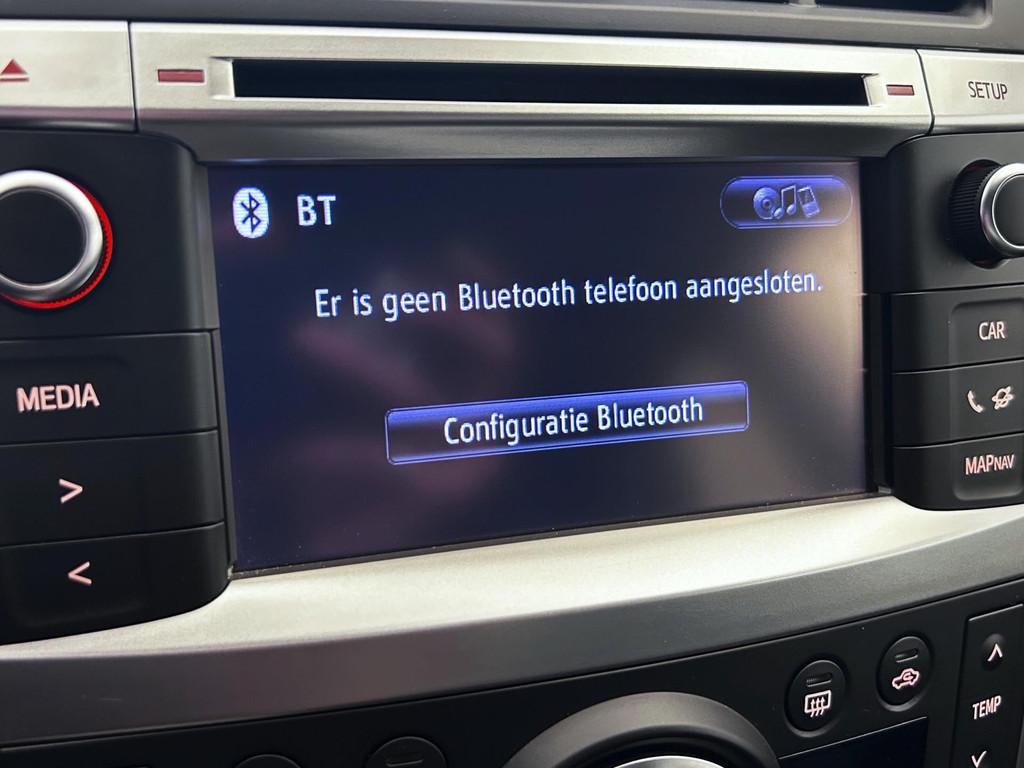 SETUP
BT
Er is geen Bluetooth telefoon aangesloten.
Configuratie Bluetooth
MEDIA
>
<
CAR
MAPNAV
TEMP